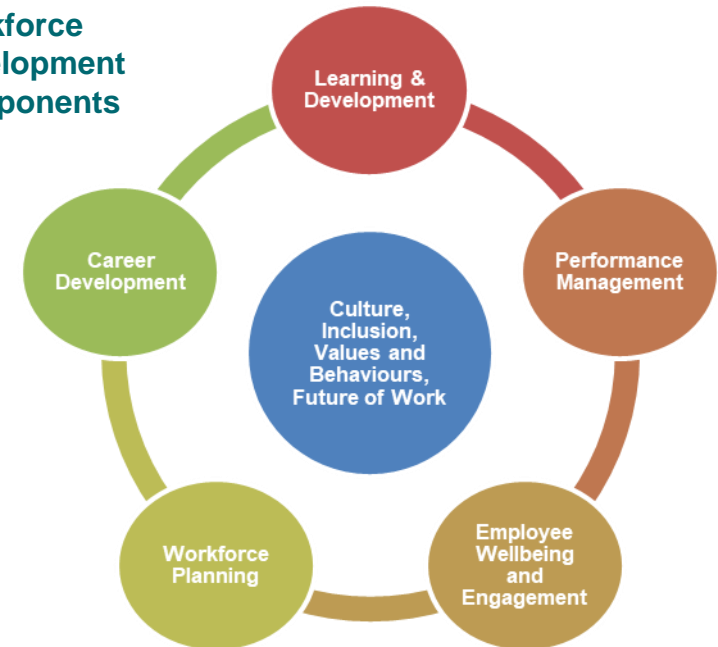 kforce
elopment
ponents
Learning &
Development
Performance
Management
Employee
Wellbeing
and
Engagement
Workforce
Planning
Career
Development
Culture,
Inclusion,
Values and
Behaviours,
Future of Work